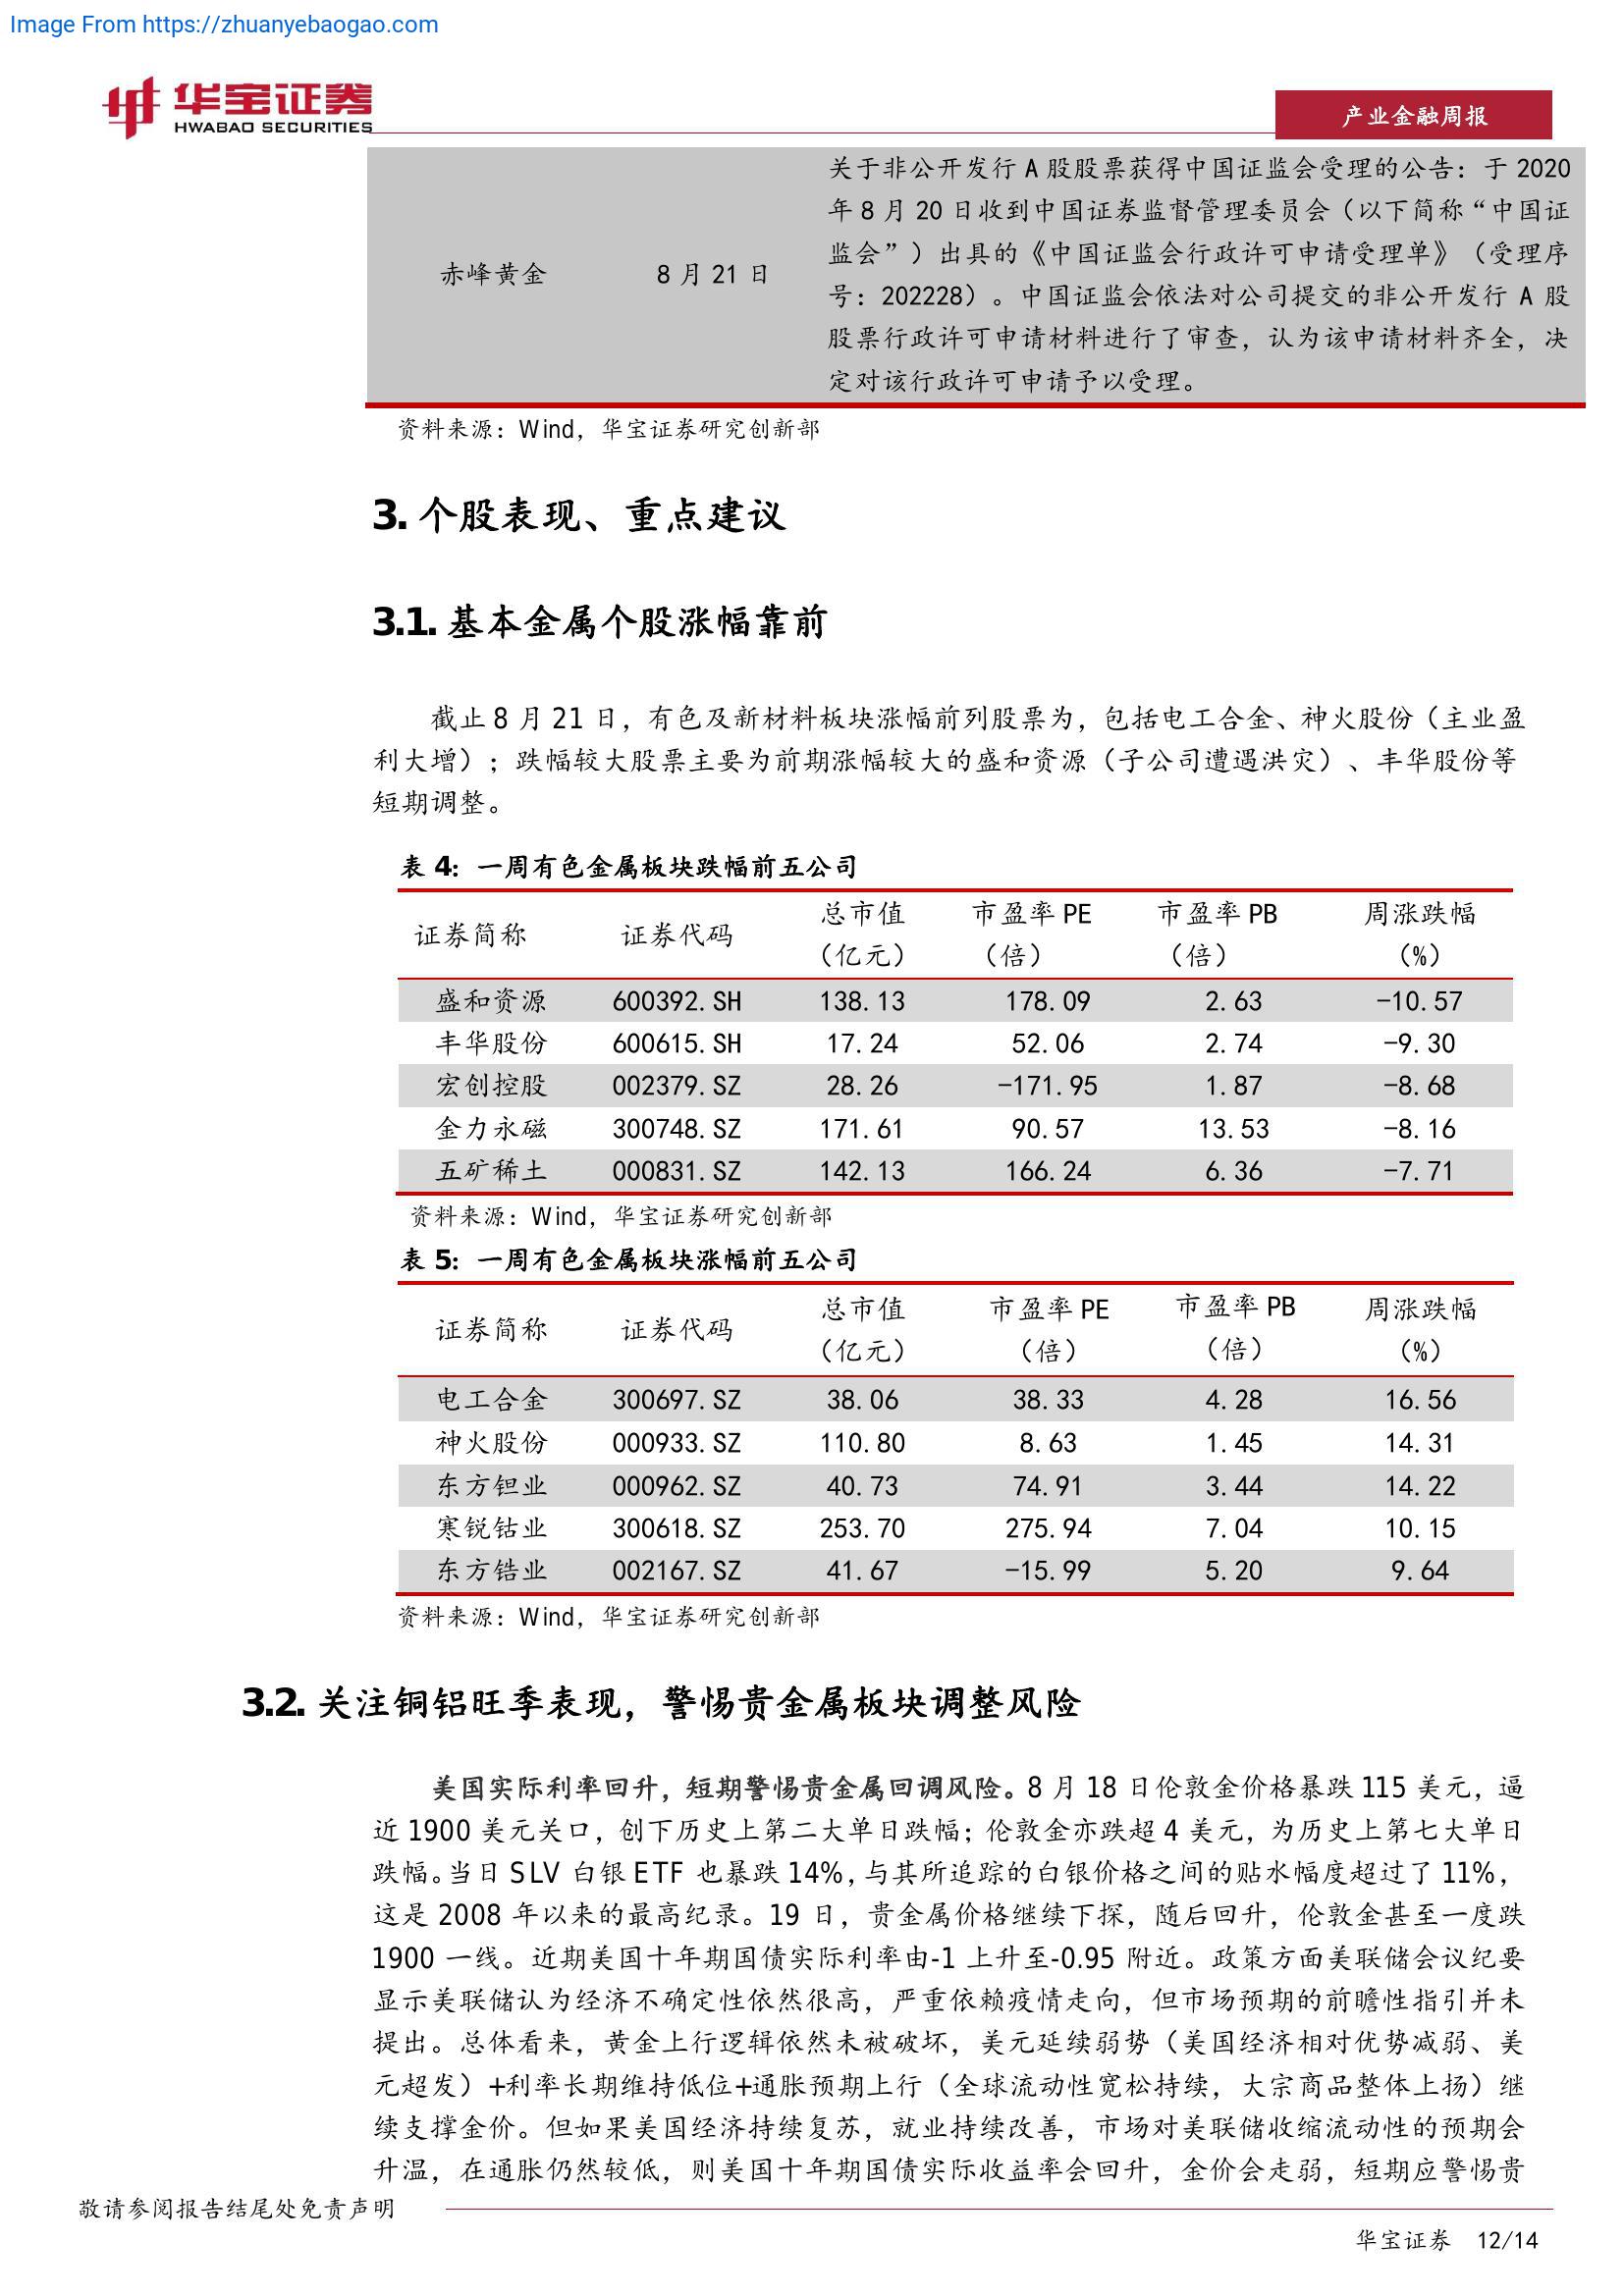 Image From https://zhuanyebaogao.com
华宝证券
HWABAO SECURITIES
产业金融周报
关于非公开发行 A 股股票获得中国证监会受理的公告：于 2020
年 8 月 20 日收到中国证券监督管理委员会（以下简称“中国证
监会”）出具的《中国证监会行政许可申请受理单》（受理序
赤峰黄金 8 月 21 日
号：202228）。中国证监会依法对公司提交的非公开发行 A 股
股票行政许可申请材料进行了审查，认为该申请材料齐全，决
定对该行政许可申请予以受理。
资料来源：Wind，华宝证券研究创新部
3. 个股表现、重点建议
3.1. 基本金属个股涨幅靠前
截止 8 月 21 日，有色及新材料板块涨幅前列股票为，包括电工合金、神火股份（主业盈
利大增）；跌幅较大股票主要为前期涨幅较大的盛和资源（子公司遭遇洪灾）、丰华股份等
短期调整。
表 4：一周有色金属板块跌幅前五公司
证券简称 证券代码 总市值 市盈率 PE 市盈率 PB 周涨跌幅
（亿元） （倍） （倍） （%）
盛和资源 600392.SH 138.13 178.09 2.63 -10.57
丰华股份 600615.SH 17.24 52.06 2.74 -9.30
宏创控股 002379.SZ 28.26 -171.95 1.87 -8.68
金力永磁 300748.SZ 171.61 90.57 13.53 -8.16
五矿稀土 000831.SZ 142.13 166.24 6.36 -7.71
资料来源：Wind，华宝证券研究创新部
表 5：一周有色金属板块涨幅前五公司
证券简称 证券代码 总市值 市盈率 PE 市盈率 PB 周涨跌幅
（亿元） （倍） （倍） （%）
电工合金 300697.SZ 38.06 38.33 4.28 16.56
神火股份 000933.SZ 110.80 8.63 1.45 14.31
东方钽业 000962.SZ 40.73 74.91 3.44 14.22
寒锐钴业 300618.SZ 253.70 275.94 7.04 10.15
东方锆业 002167.SZ 41.67 -15.99 5.20 9.64
资料来源：Wind，华宝证券研究创新部
3.2. 关注铜铝旺季表现，警惕贵金属板块调整风险
美国实际利率回升，短期警惕贵金属回调风险。8 月 18 日伦敦金价格暴跌 115 美元，逼
近 1900 美元关口，创下历史上第二大单日跌幅；伦敦金亦跌超 4 美元，为历史上第七大单日
跌幅。当日 SLV 白银 ETF 也暴跌 14%，与其所追踪的白银价格之间的贴水幅度超过了 11%，
这是 2008 年以来的最高纪录。19 日，贵金属价格继续下探，随后回升，伦敦金甚至一度跌
1900 一线。近期美国十年期国债实际利率由-1 上升至-0.95 附近。政策方面美联储会议纪要
显示美联储认为经济不确定性依然很高，严重依赖疫情走向，但市场预期的前瞻性指引并未
提出。总体看来，黄金上行逻辑依然未被破坏，美元延续弱势（美国经济相对优势减弱、美
元超发）+利率长期维持低位+通胀预期上行（全球流动性宽松持续，大宗商品整体上扬）继
续支撑金价。但如果美国经济持续复苏，就业持续改善，市场对美联储收缩流动性的预期会
升温，在通胀仍然较低，则美国十年期国债实际收益率会回升，金价会走弱，短期应警惕贵
敬请参阅报告结尾处免责声明
华宝证券 12/14